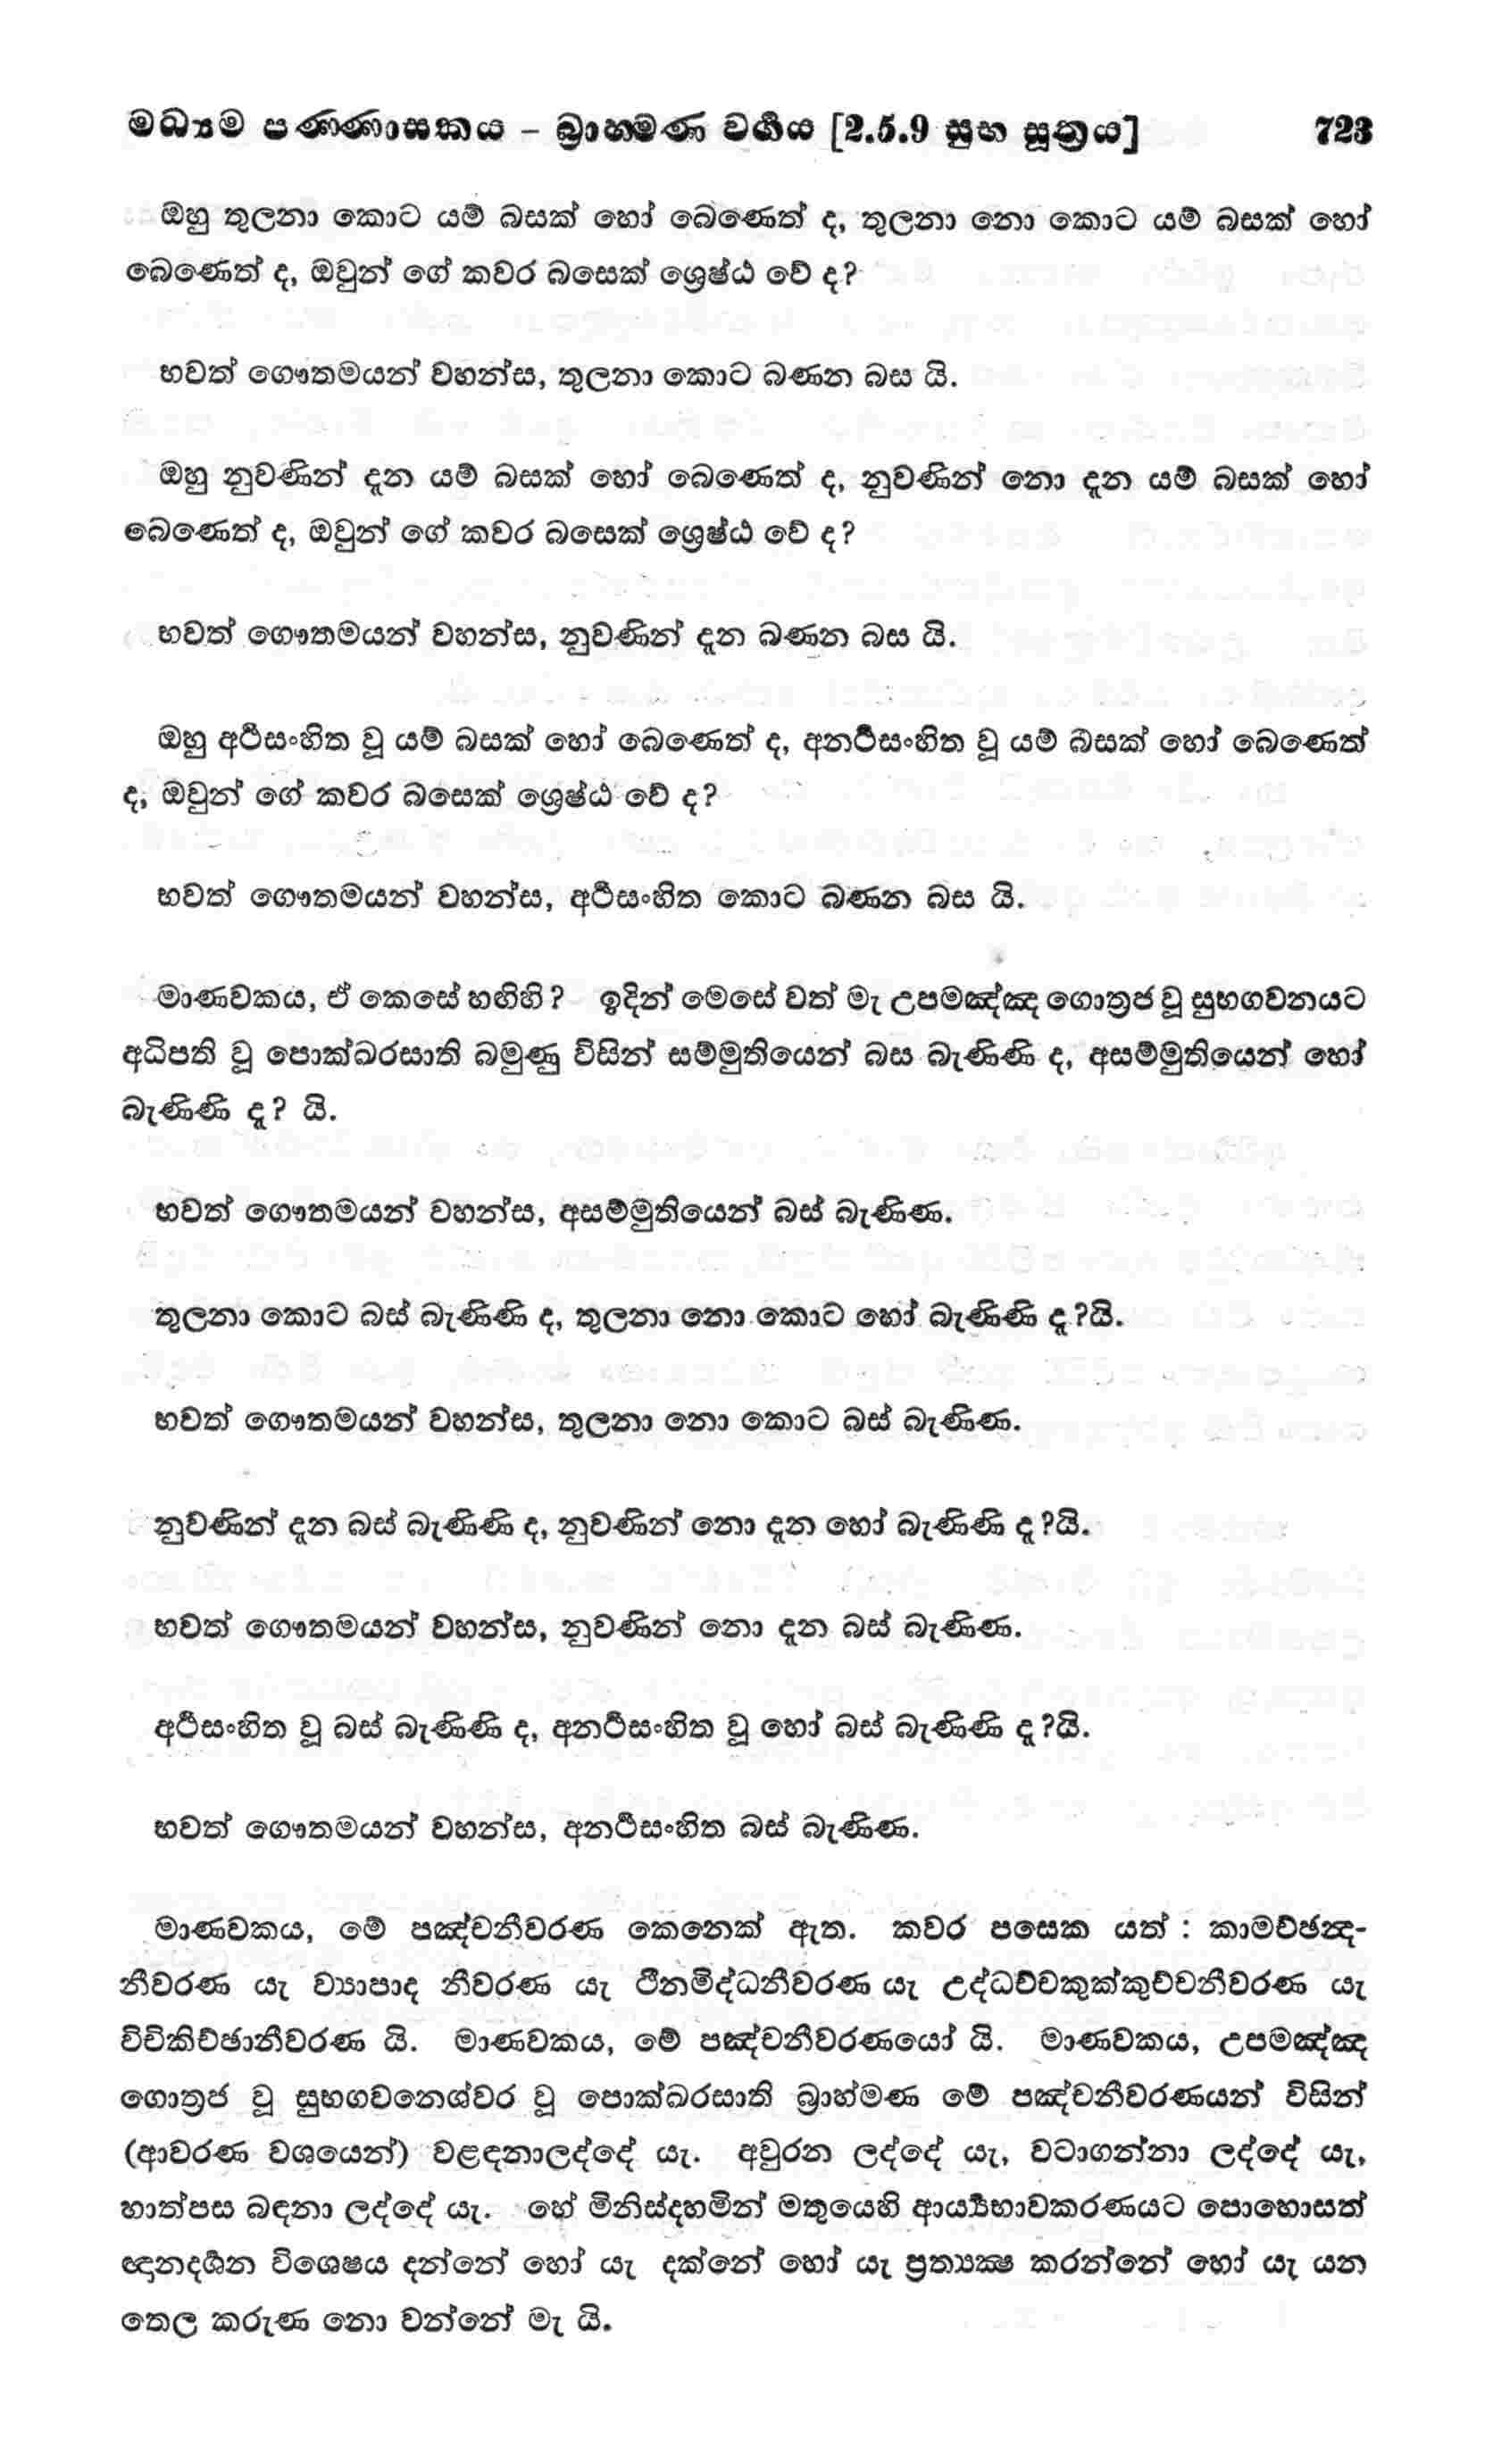 මධ්‍යම පණ්ණාසකය – බ්‍රාහ්මණ වර්‍ගය [2.5.9 සුභ සූත්‍රය] 723
ඔහු තුලනා කොට යම් බසක් හෝ බෙණෙත් ද, තුලනා නො කොට යම් බසක් හෝ
බෙණෙත් ද, ඔවුන් ගේ කවර බසෙක් ශ්‍රෙෂ්ඨ වේ ද?
භවත් ගෞතමයන් වහන්ස, තුලනා කොට බණන බස යි.
ඔහු නුවණින් දැන යම් බසක් හෝ බෙණෙත් ද, නුවණින් නො දැන යම් බසක් හෝ
බෙණෙත් ද, ඔවුන් ගේ කවර බසෙක් ශ්‍රෙෂ්ඨ වේ ද?
භවත් ගෞතමයන් වහන්ස, නුවණින් දැන බණන බස යි.
ඔහු අර්‍ථසංහිත වූ යම් බසක් හෝ බෙණෙත් ද, අනර්‍ථසංහිත වූ යම් බසක් හෝ බෙණෙත්
ද, ඔවුන් ගේ කවර බසෙක් ශ්‍රෙෂ්ඨ වේ ද?
භවත් ගෞතමයන් වහන්ස, අර්‍ථසංහිත කොට බණන බස යි.
මාණවකය, ඒ කෙසේ හඟිහි? ඉදින් මෙසේ වත් මැ උපමඤ්ඤ ගොත්‍රජ වූ සුභගවනයට
අධිපති වූ පොක්ඛරසාති බමුණු විසින් සම්මුතියෙන් බස බැණිණි ද, අසම්මුතියෙන් හෝ
බැණිණි දැ? යි.
භවත් ගෞතමයන් වහන්ස, අසම්මුතියෙන් බස් බැණිණ.
තුලනා කොට බස් බැණිණි ද, තුලනා නො කොට හෝ බැණිණි දැ?යි.
භවත් ගෞතමයන් වහන්ස, තුලනා නො කොට බස් බැණිණ.
නුවණින් දැන බස් බැණිණි ද, නුවණින් නො දැන හෝ බැණිණි දැ?යි.
භවත් ගෞතමයන් වහන්ස, නුවණින් නො දැන බස් බැණිණ.
අර්‍ථසංහිත වූ බස් බැණිණි ද, අනර්‍ථසංහිත වූ හෝ බස් බැණිණි දැ?යි.
භවත් ගෞතමයන් වහන්ස, අනර්‍ථසංහිත බස් බැණිණ.
මාණවකය, මේ පඤ්චනීවරණ කෙනෙක් ඇත. කවර පසෙක යත් : කාමච්ඡන්‍ද-
නීවරණ යැ ව්‍යාපාද නීවරණ යැ ථීනමිද්ධනීවරණ යැ උද්ධච්චකුක්කුච්චනීවරණ යැ
විචිකිච්ඡානීවරණ යි. මාණවකය, මේ පඤ්චනීවරණයෝ යි. මාණවකය, උපමඤ්ඤ
ගොත්‍රජ වූ සුභගවනෙශ්වර වූ පොක්ඛරසාති බ්‍රාහ්මණ මේ පඤ්චනීවරණයන් විසින්
(ආවරණ වශයෙන්) වළඳනාලද්දේ යැ. අවුරන ලද්දේ යැ, වටාගන්නා ලද්දේ යැ,
හාත්පස බඳනා ලද්දේ යැ. හේ මිනිස්දහමින් මතුයෙහි ආර්‍ය්‍යභාවකරණයට පොහොසත්
ඥානදර්‍ශන විශෙෂය දන්නේ හෝ යැ දක්නේ හෝ යැ ප්‍රත්‍යක්‍ෂ කරන්නේ හෝ යැ යන
තෙල කරුණ නො වන්නේ මැ යි.